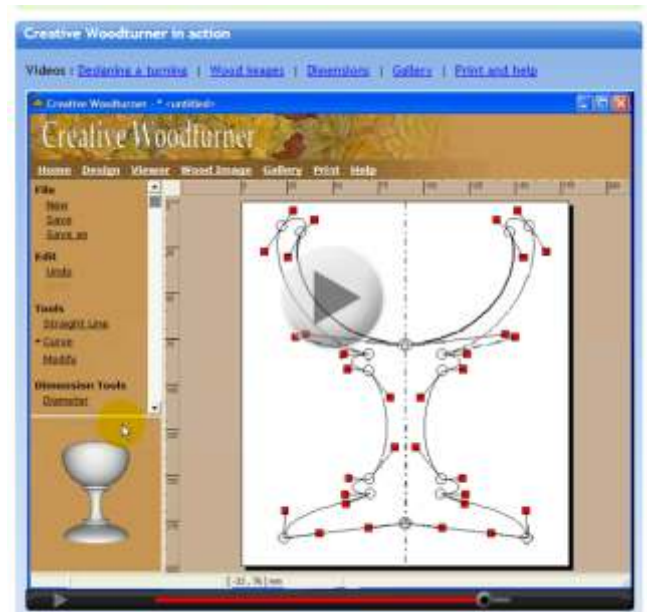 Creative Woodturner in action
Videos : Designing a turning | Wood images | Dimensions | Gallery | Print and help
Creative Woodturner - * <untitled>
Creative Woodturner
Home Design Viewer Wood Image Gallery Print Help
File
New
Save
Save as
Edit
Undo
Tools
Straight Line
Curve
Modify
Dimension Tools
Diameter